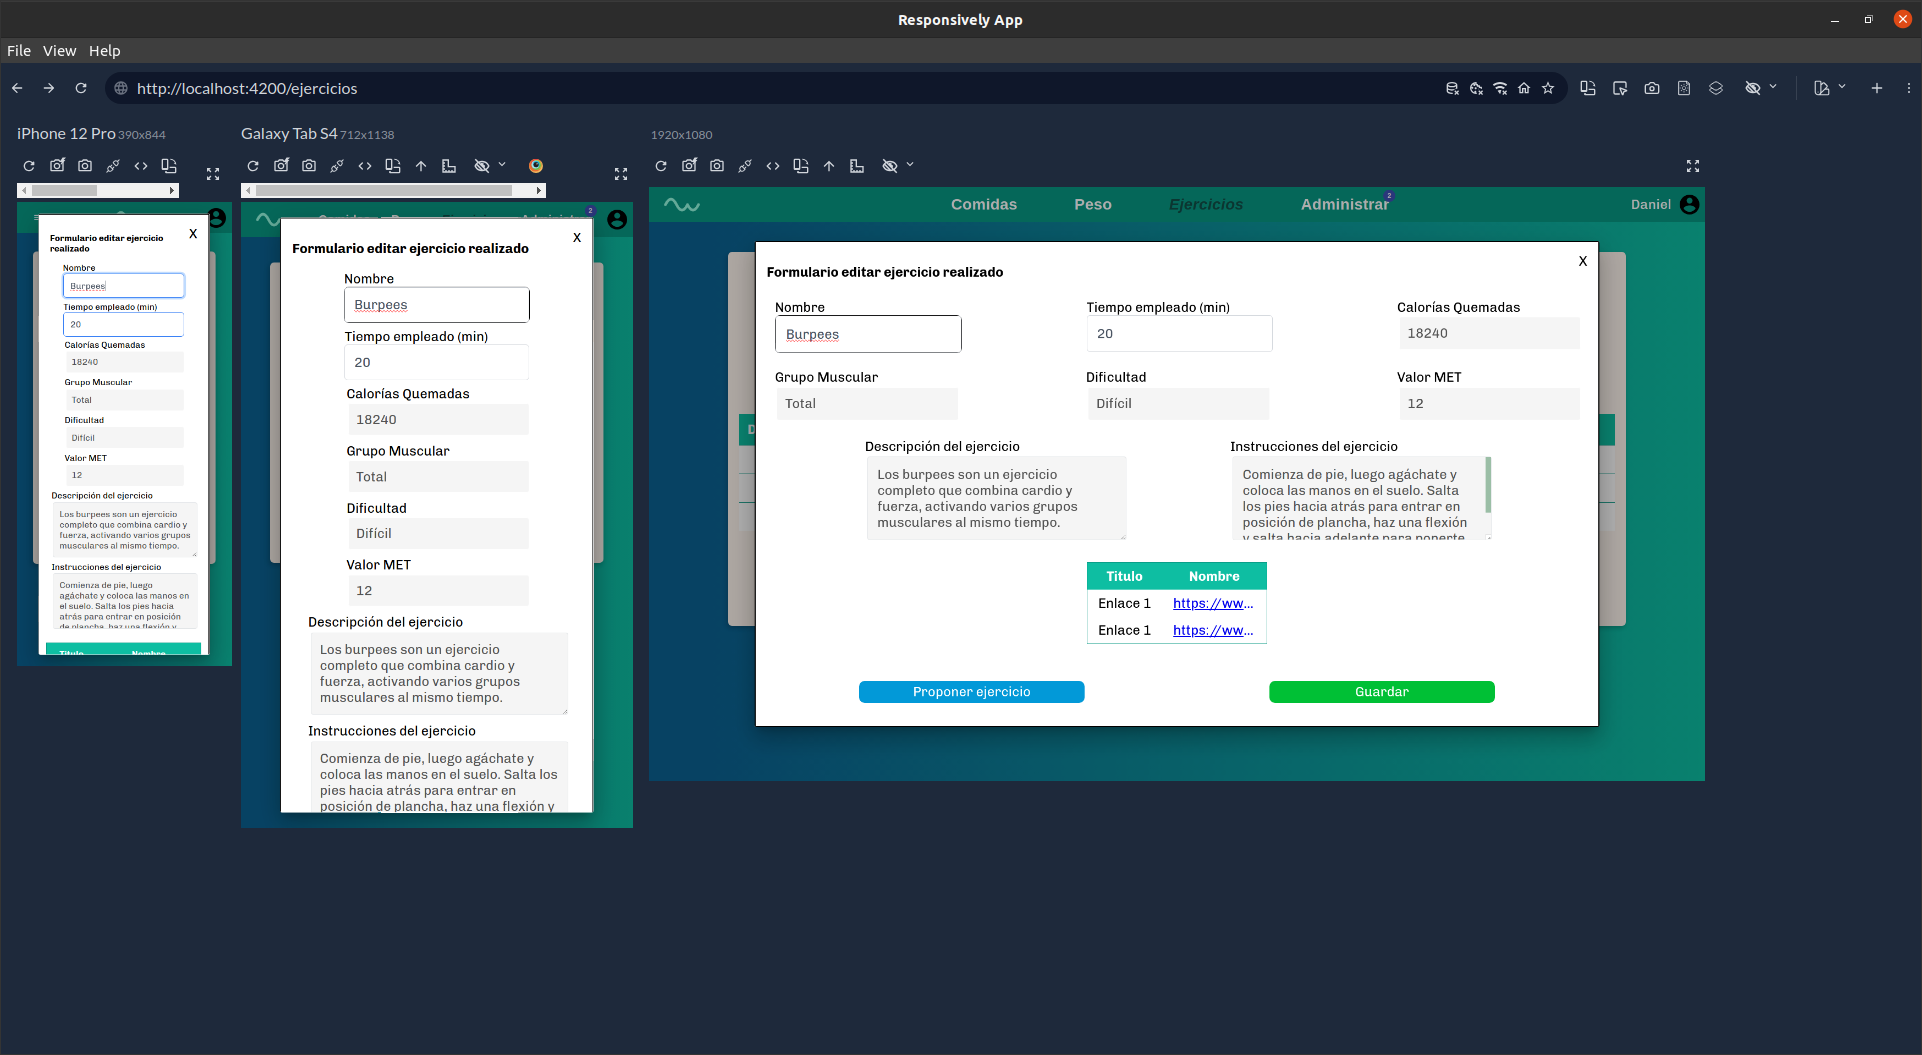 Responsively App
File View Help
http://localhost:4200/ejercicios
iPhone 12 Pro 390x844
Formulario editar ejercicio
realizado
X
Nombre
Burpees
Tiempo empleado (min)
20
Calorías Quemadas
18240
Grupo Muscular
Total
Dificultad
Difícil
Valor MET
12
Descripción del ejercicio
Los burpees son un ejercicio
completo que combina cardio y
fuerza, activando varios grupos
musculares al mismo tiempo.
Instrucciones del ejercicio
Comienza de pie, luego
agáchate y coloca las manos en
el suelo. Salta los pies hacia
atrás para entrar en posición
de plancha, haz una flexión y
Titulo Nombre
Galaxy Tab S4 712x1138
2
Formulario editar ejercicio realizado
X
Nombre
Burpees
Tiempo empleado (min)
20
Calorías Quemadas
18240
Grupo Muscular
Total
Dificultad
Difícil
Valor MET
12
Descripción del ejercicio
Los burpees son un ejercicio
completo que combina cardio y
fuerza, activando varios grupos
musculares al mismo tiempo.
Instrucciones del ejercicio
Comienza de pie, luego agáchate y
coloca las manos en el suelo. Salta los
pies hacia atrás para entrar en
posición de plancha, haz una flexión y
1920x1080
Comidas Peso Ejercicios Administrar 2 Daniel
Formulario editar ejercicio realizado
X
Nombre Tiempo empleado (min) Calorías Quemadas
Burpees 20 18240
Grupo Muscular Dificultad Valor MET
Total Difícil 12
Descripción del ejercicio
Los burpees son un ejercicio
completo que combina cardio y
fuerza, activando varios grupos
musculares al mismo tiempo.
Instrucciones del ejercicio
Comienza de pie, luego agáchate y
coloca las manos en el suelo. Salta
los pies hacia atrás para entrar en
posición de plancha, haz una flexión
y salta hacia adelante para ponerte
Titulo Nombre
Enlace 1 https://ww...
Enlace 1 https://ww...
Proponer ejercicio Guardar